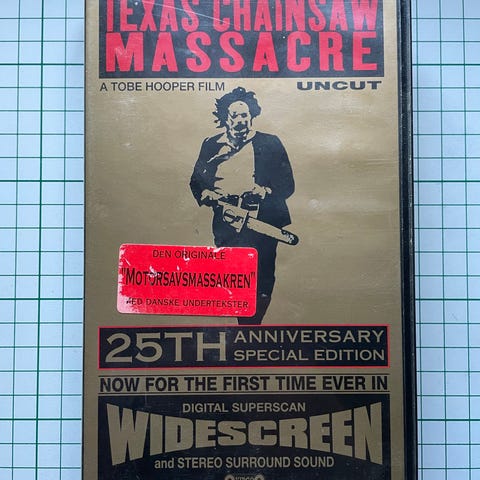 TEXAS CHAINSAW
MASSACRE
A TOBE HOOPER FILM
UNCUT
DEN ORIGINALE
"MOTORSAVSMASSAKREN"
MED DANSKE UNDERTEKSTER
25TH ANNIVERSARY
SPECIAL EDITION
NOW FOR THE FIRST TIME EVER IN
DIGITAL SUPERSCAN
WIDESCREEN
and STEREO SURROUND SOUND